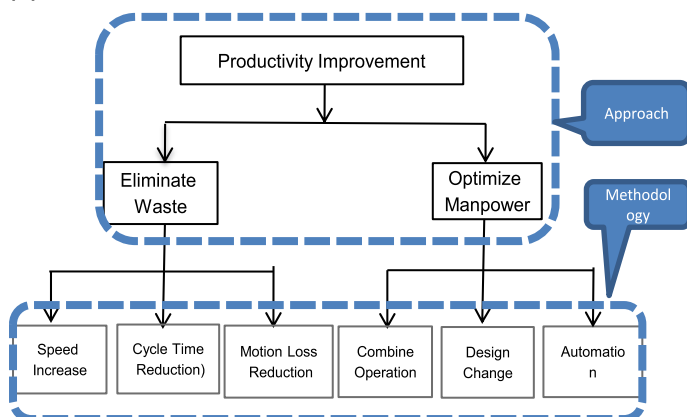 Productivity Improvement
Approach
Eliminate
Waste
Optimize
Manpower
Methodol
ogy
Speed
Increase
Cycle Time
Reduction)
Motion Loss
Reduction
Combine
Operation
Design
Change
Automatio
n